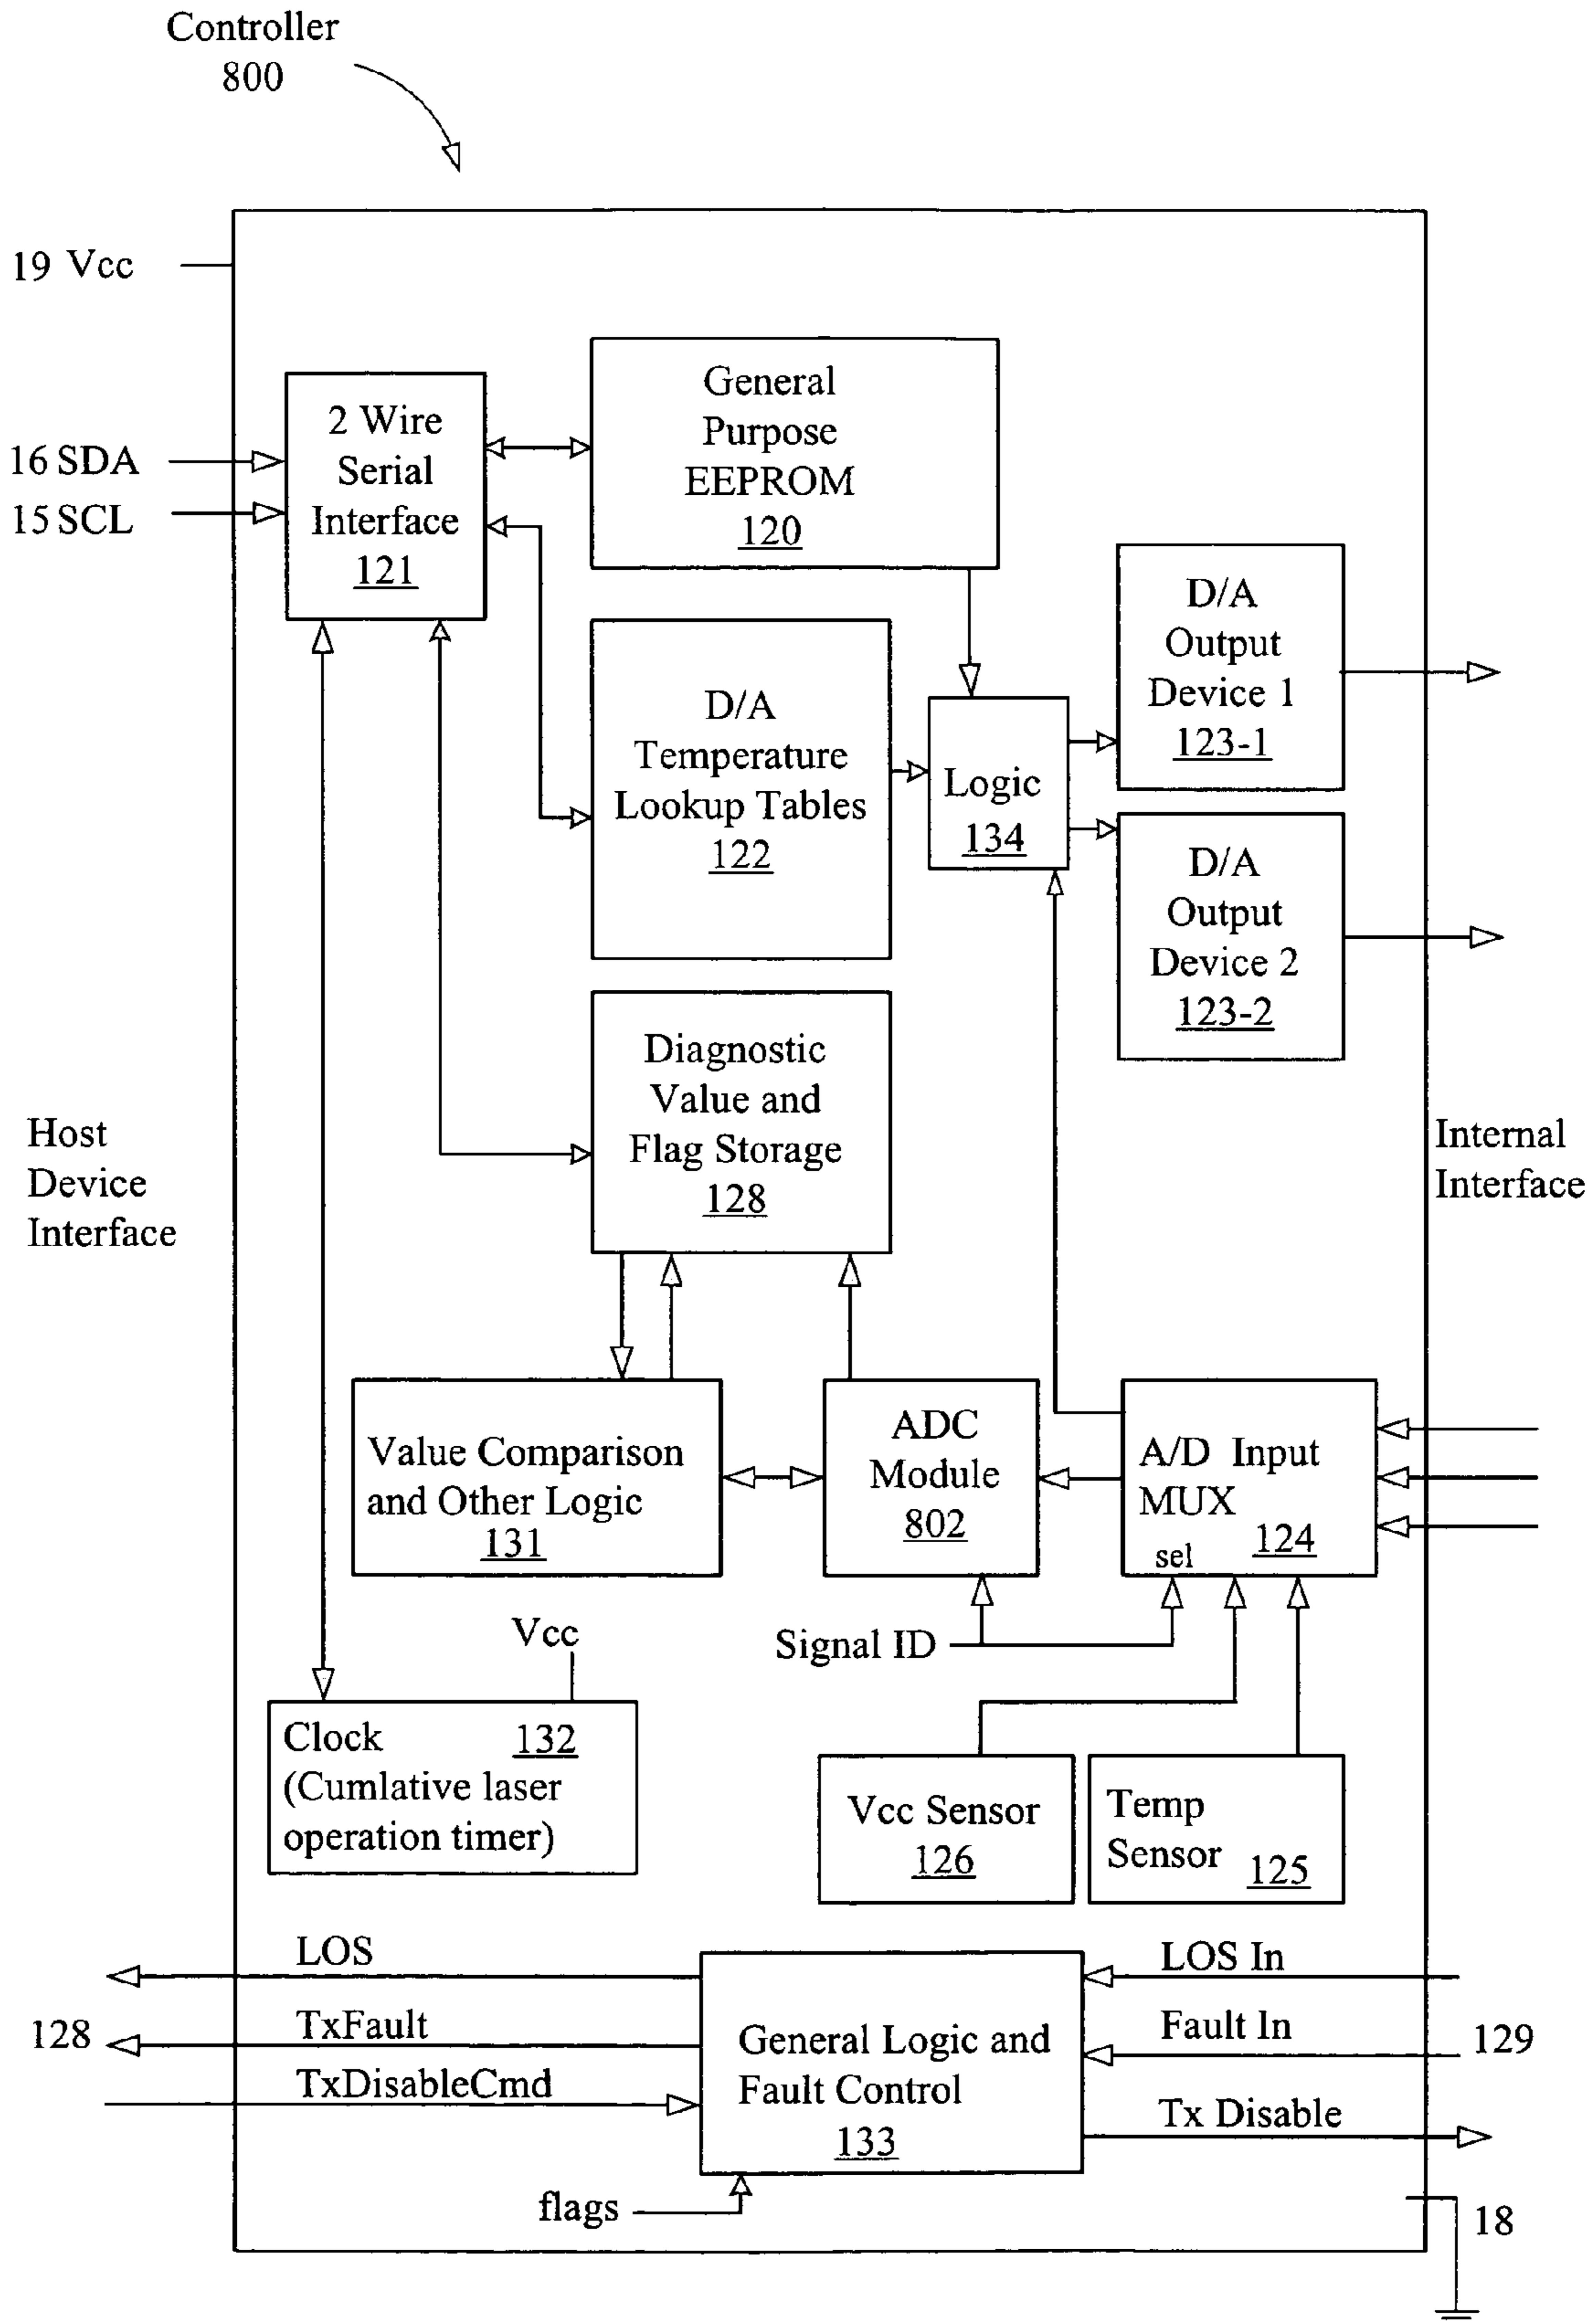 Controller
800
19 Vcc
16 SDA
15 SCL
2 Wire
Serial
Interface
121
General
Purpose
EEPROM
120
D/A
Temperature
Lookup Tables
122
Logic
134
D/A
Output
Device 1
123-1
D/A
Output
Device 2
123-2
Diagnostic
Value and
Flag Storage
128
Host
Device
Interface
Internal
Interface
Value Comparison
and Other Logic
131
ADC
Module
802
A/D Input
MUX
124
sel
Signal ID
Vcc
Clock
132
(Cumlative laser
operation timer)
Vcc Sensor
126
Temp
Sensor
125
LOS
TxFault
TxDisableCmd
128
General Logic and
Fault Control
133
LOS In
Fault In
Tx Disable
129
flags
18